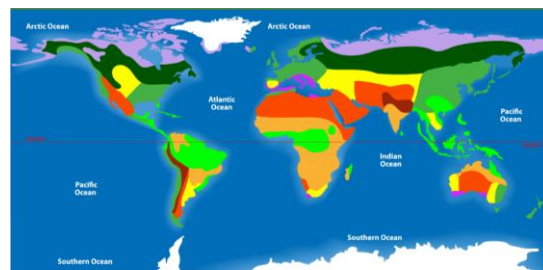 Arctic Ocean
Arctic Ocean
Atlantic
Ocean
Pacific
Ocean
Indian
Ocean
Pacific
Ocean
Southern Ocean
Southern Ocean